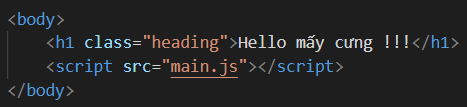 <body>
<h1 class="heading">Hello mấy cưng !!!</h1>
<script src="main.js"></script>
</body>